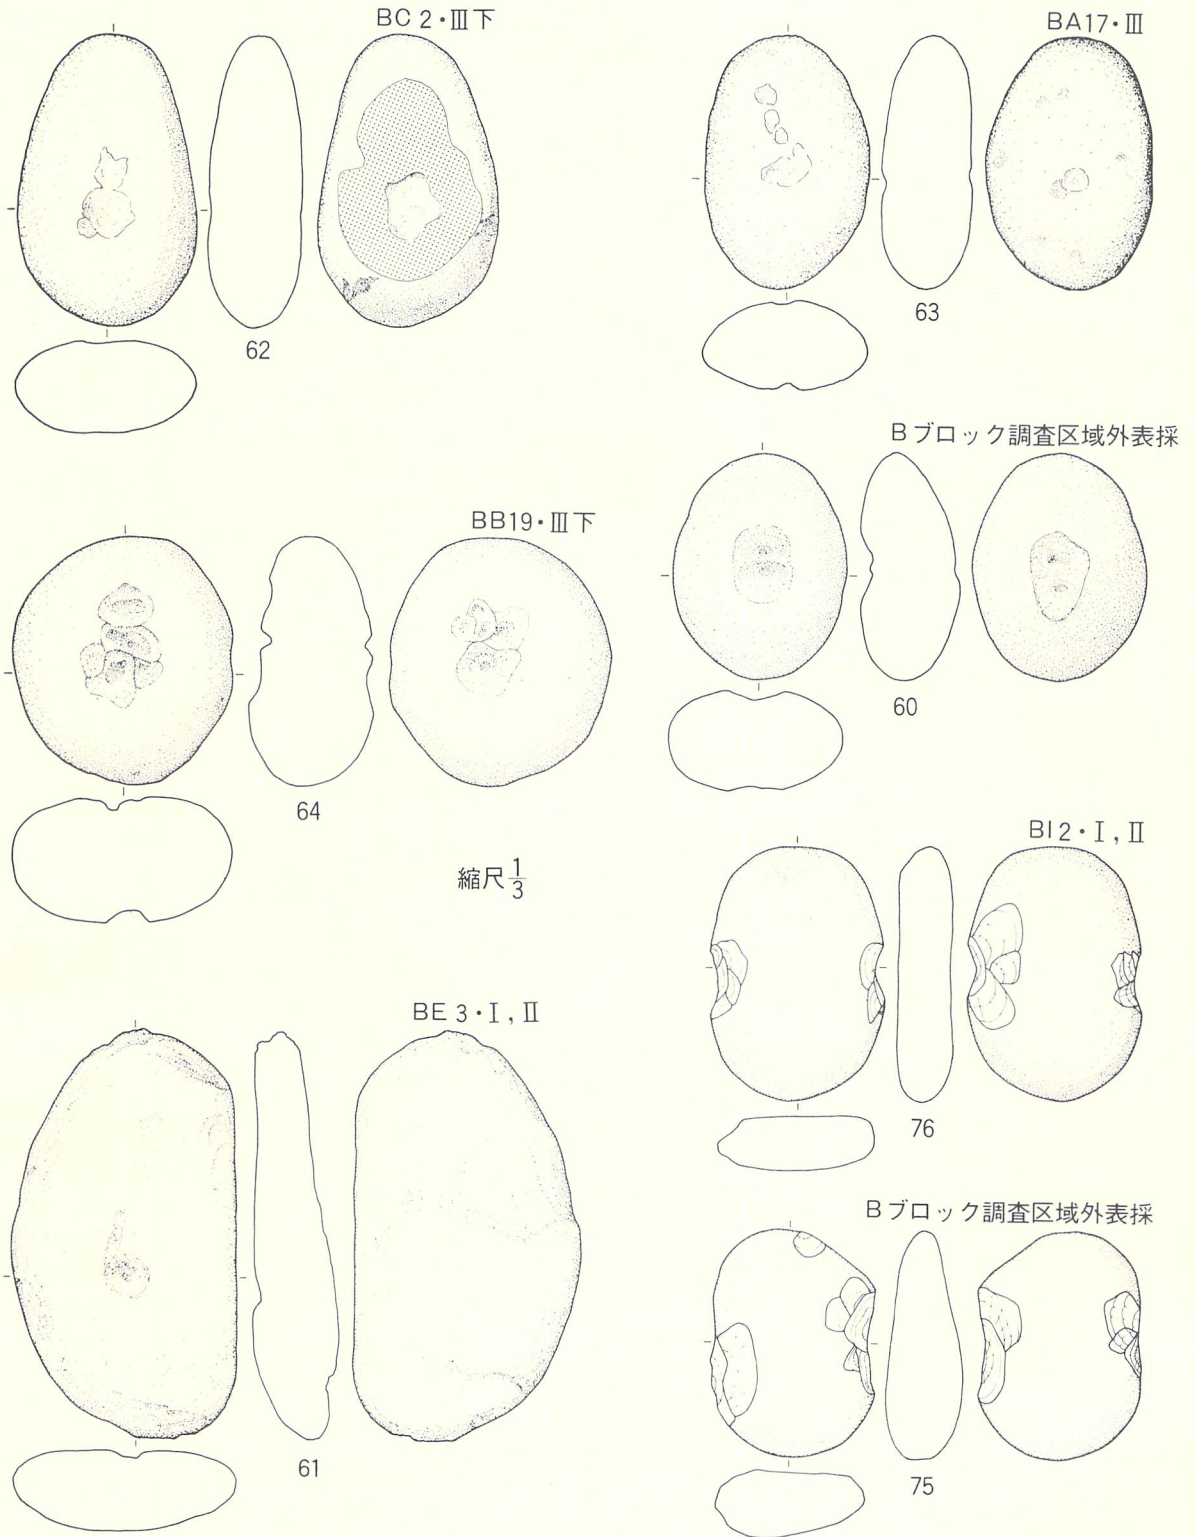 BC 2・Ⅲ下
62
BA17・Ⅲ
63
Bブロック調査区域外表採
60
BB19・Ⅲ下
64
縮尺1/3
BI 2・Ⅰ,Ⅱ
76
BE 3・Ⅰ,Ⅱ
61
Bブロック調査区域外表採
75